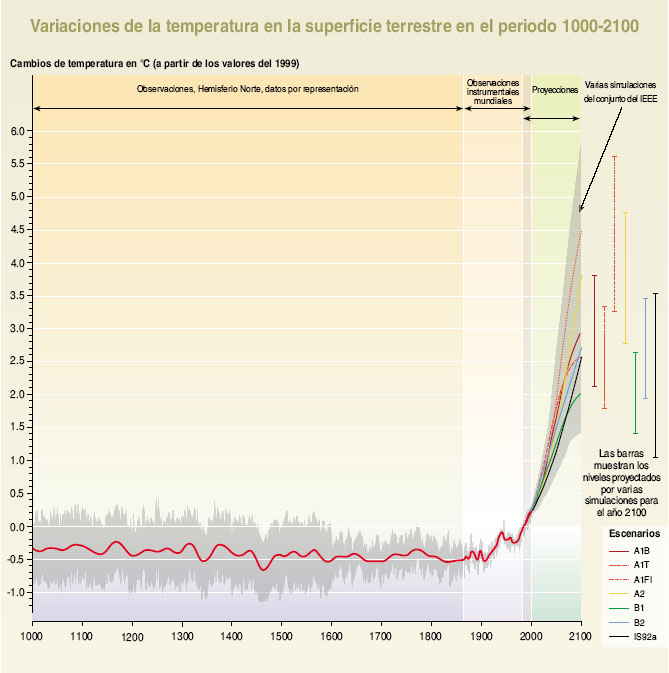 Variaciones de la temperatura en la superficie terrestre en el periodo 1000-2100
Cambios de temperatura en °C (a partir de los valores del 1999)
Observaciones, Hemisferio Norte, datos por representación
Observaciones
instrumentales
mundiales
Proyecciones
Varias simulaciones
del conjunto del IEEE
6.0
5.5
5.0
4.5
4.0
3.5
3.0
2.5
2.0
1.5
1.0
0.5
0.0
-0.5
-1.0
1000
1100
1200
1300
1400
1500
1600
1700
1800
1900
2000
2100
Las barras
muestran los
niveles proyectados
por varias
simulaciones para
el año 2100
Escenarios
A1B
A1T
A1FI
A2
B1
B2
IS92a